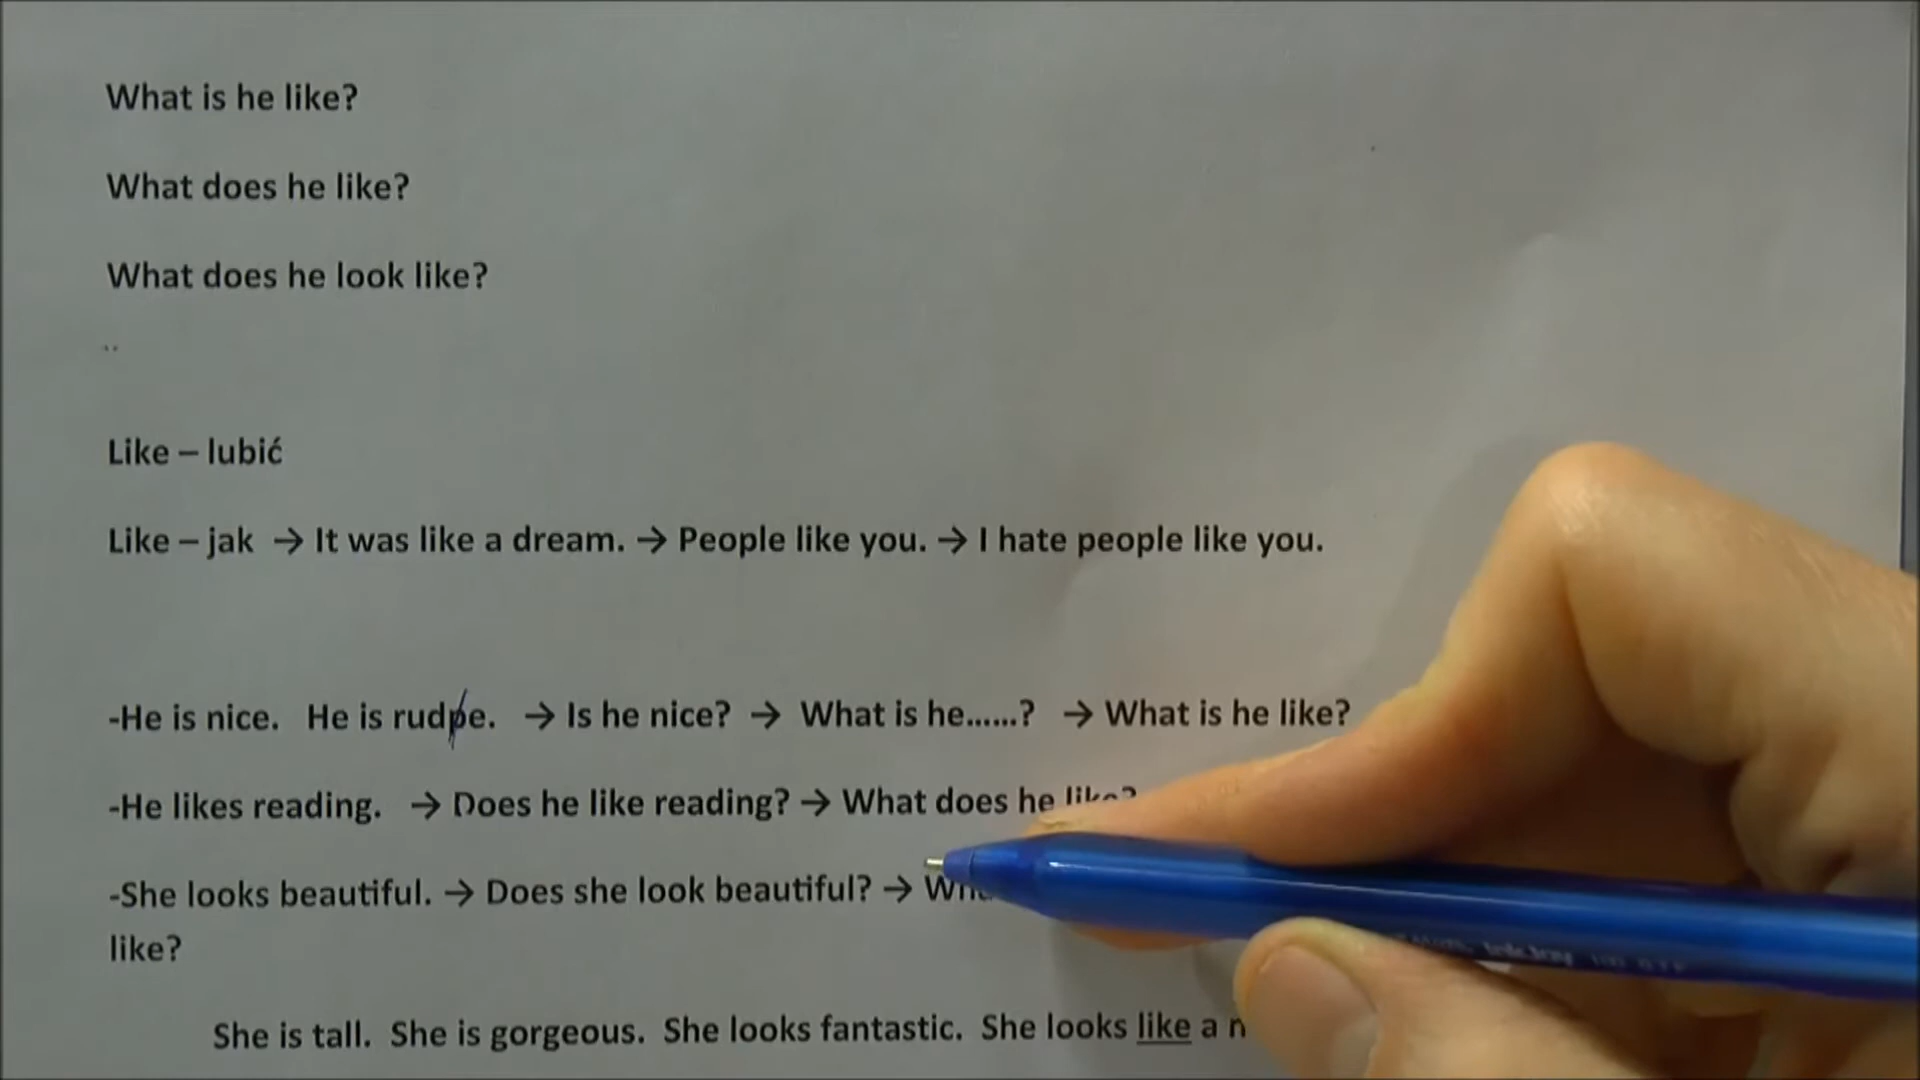 What is he like?
What does he like?
What does he look like?
..
Like – lubić
Like – jak → It was like a dream. → People like you. → I hate people like you.
-He is nice. He is rudpe. → Is he nice? → What is he......? → What is he like?
-He likes reading. → Does he like reading? → What does he like?
-She looks beautiful. → Does she look beautiful? →
like?
She is tall. She is gorgeous. She looks fantastic. She looks like a